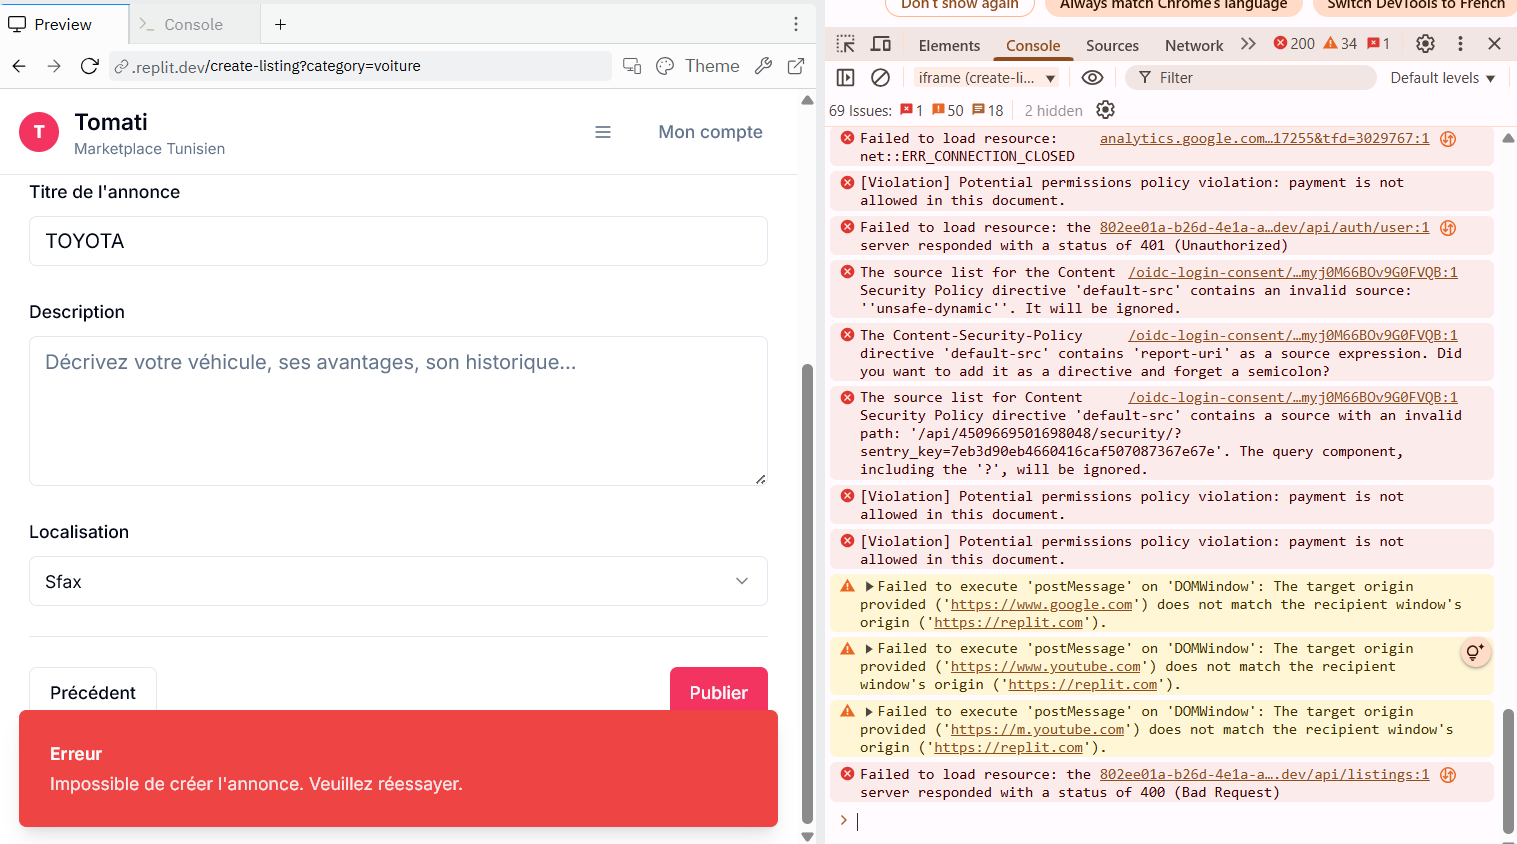 Preview
Console
.replit.dev/create-listing?category=voiture
Theme
T
Tomati
Marketplace Tunisien
Mon compte
Titre de l'annonce
TOYOTA
Description
Décrivez votre véhicule, ses avantages, son historique...
Localisation
Sfax
Précédent
Publier
Erreur
Impossible de créer l'annonce. Veuillez réessayer.
Don't show again
Always match Chrome's language
Switch DevTools to French
Elements
Console
Sources
Network
200
34
1
iframe (create-li...
Filter
Default levels
69 Issues:
1
50
18
2 hidden
Failed to load resource: analytics.google.com…17255&tfd=3029767:1
net::ERR_CONNECTION_CLOSED
[Violation] Potential permissions policy violation: payment is not
allowed in this document.
Failed to load resource: the 802ee01a-b26d-4e1a-a…dev/api/auth/user:1
server responded with a status of 401 (Unauthorized)
The source list for the Content /oidc-login-consent/…myj0M66BOv9G0FVQB:1
Security Policy directive 'default-src' contains an invalid source:
''unsafe-dynamic''. It will be ignored.
The Content-Security-Policy /oidc-login-consent/…myj0M66BOv9G0FVQB:1
directive 'default-src' contains 'report-uri' as a source expression. Did
you want to add it as a directive and forget a semicolon?
The source list for Content /oidc-login-consent/…myj0M66BOv9G0FVQB:1
Security Policy directive 'default-src' contains a source with an invalid
path: '/api/4509669501698048/security/?
sentry_key=7eb3d90eb4660416caf507087367e67e'. The query component,
including the '?', will be ignored.
[Violation] Potential permissions policy violation: payment is not
allowed in this document.
[Violation] Potential permissions policy violation: payment is not
allowed in this document.
Failed to execute 'postMessage' on 'DOMWindow': The target origin
provided ('https://www.google.com') does not match the recipient window's
origin ('https://replit.com').
Failed to execute 'postMessage' on 'DOMWindow': The target origin
provided ('https://www.youtube.com') does not match the recipient
window's origin ('https://replit.com').
Failed to execute 'postMessage' on 'DOMWindow': The target origin
provided ('https://m.youtube.com') does not match the recipient window's
origin ('https://replit.com').
Failed to load resource: the 802ee01a-b26d-4e1a-a….dev/api/listings:1
server responded with a status of 400 (Bad Request)